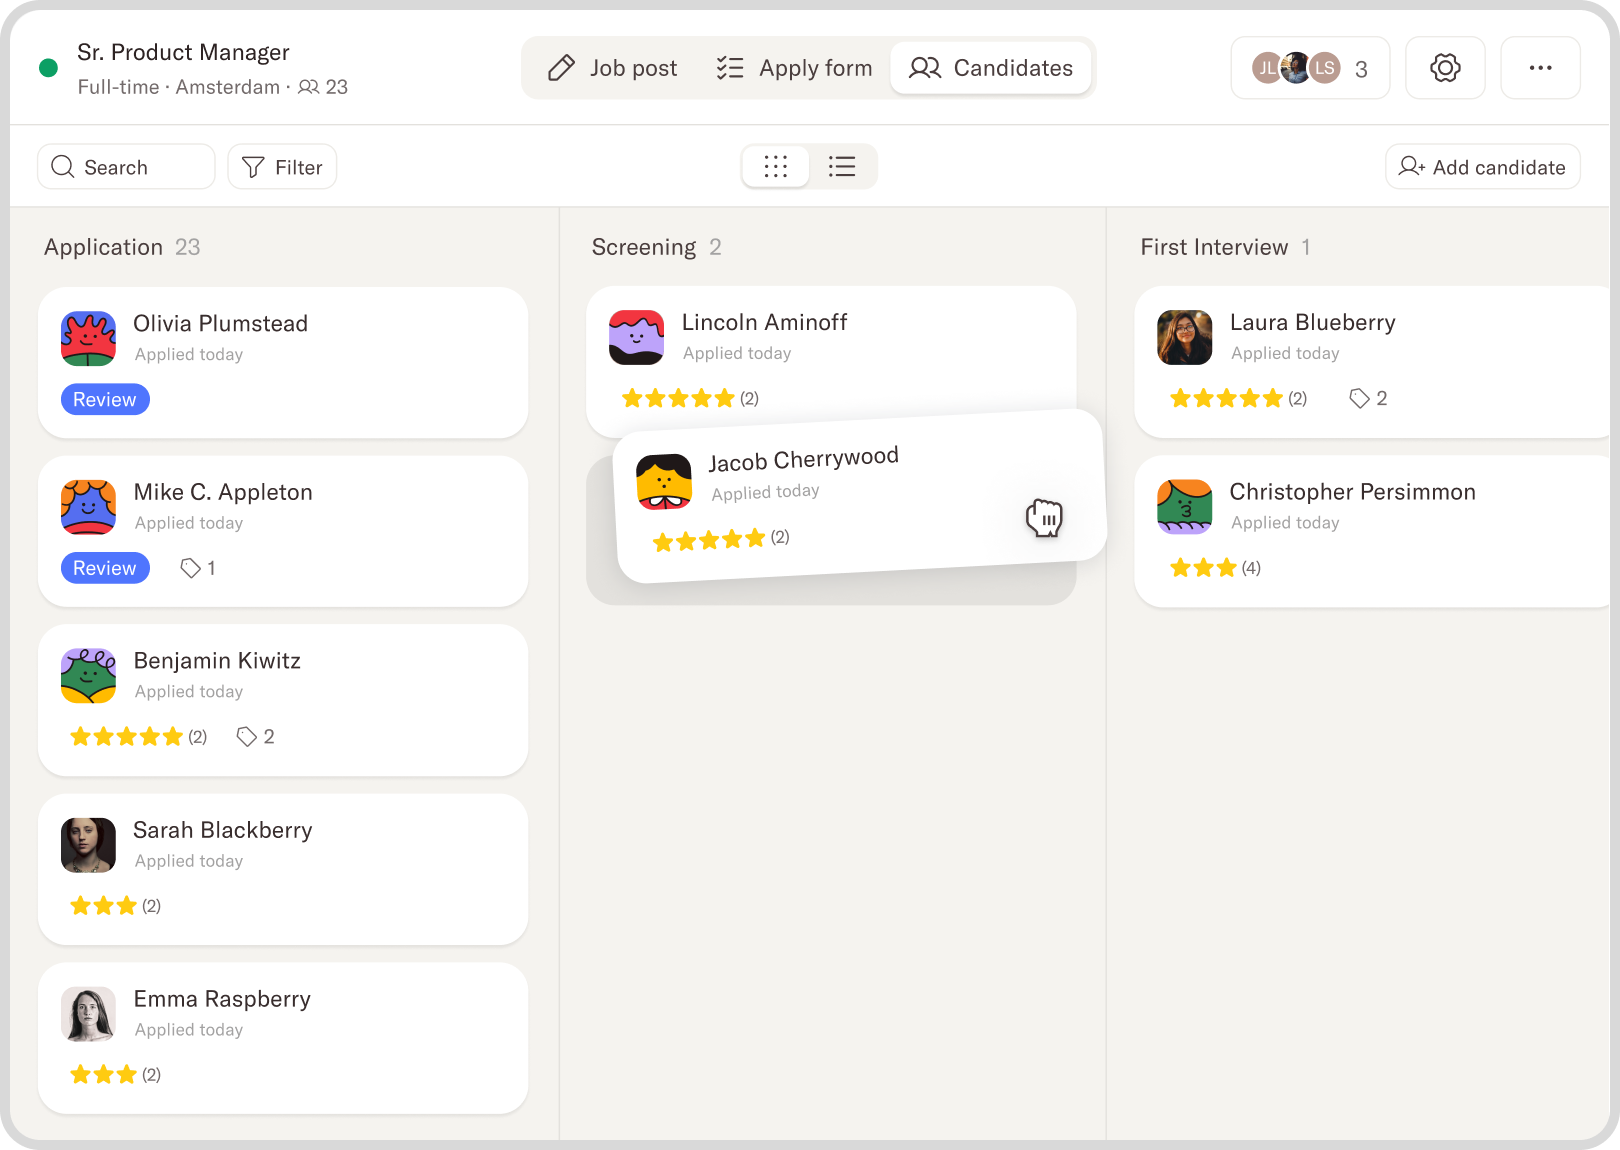 Sr. Product Manager
Full-time · Amsterdam · 23
Job post
Apply form
Candidates
JL
LS
3
Search
Filter
Add candidate
Application 23
Olivia Plumstead
Applied today
Review
Mike C. Appleton
Applied today
Review
1
Benjamin Kiwitz
Applied today
(2)
2
Sarah Blackberry
Applied today
(2)
Emma Raspberry
Applied today
(2)
Screening 2
Lincoln Aminoff
Applied today
(2)
Jacob Cherrywood
Applied today
(2)
First Interview 1
Laura Blueberry
Applied today
(2)
2
Christopher Persimmon
Applied today
(4)